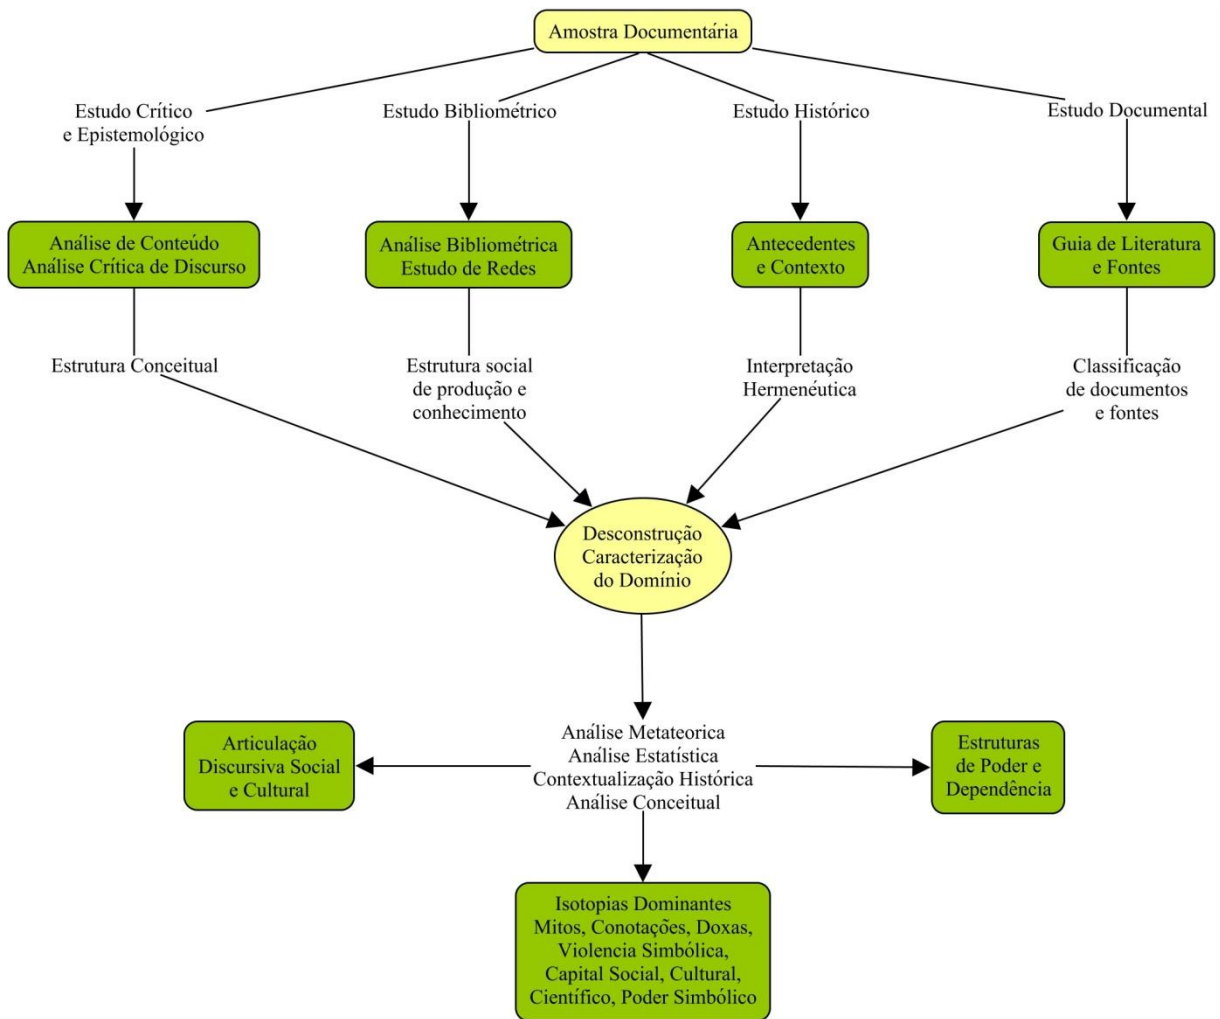 Amostra Documentária
Estudo Crítico
e Epistemológico
Estudo Bibliométrico
Estudo Histórico
Estudo Documental
Análise de Conteúdo
Análise Crítica de Discurso
Análise Bibliométrica
Estudo de Redes
Antecedentes
e Contexto
Guia de Literatura
e Fontes
Estrutura Conceitual
Estrutura social
de produção e
conhecimento
Interpretação
Hermenéutica
Classificação
de documentos
e fontes
Desconstrução
Caracterização
do Domínio
Articulação
Discursiva Social
e Cultural
Análise Metateorica
Análise Estatística
Contextualização Histórica
Análise Conceitual
Estruturas
de Poder e
Dependência
Isotopias Dominantes
Mitos, Conotações, Doxas,
Violencia Simbólica,
Capital Social, Cultural,
Científico, Poder Simbólico